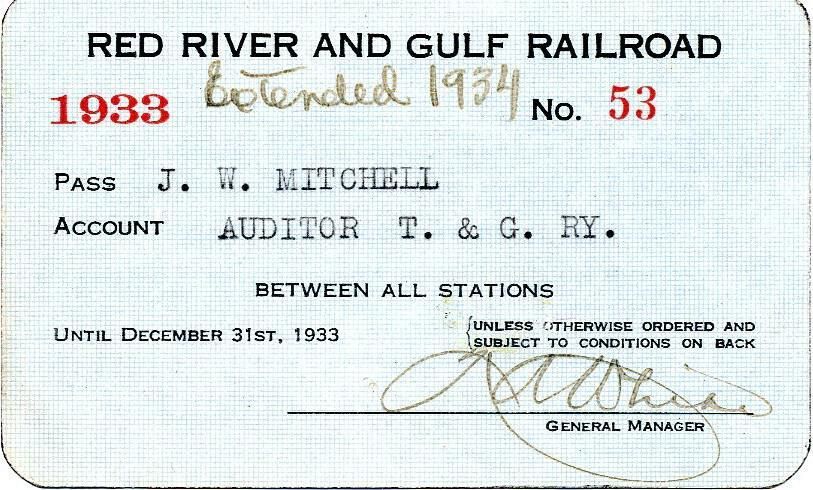 RED RIVER AND GULF RAILROAD
1933 Extended 1934 No. 53
PASS J. W. MITCHELL
ACCOUNT AUDITOR T. & G. RY.
BETWEEN ALL STATIONS
UNTIL DECEMBER 31ST, 1933
UNLESS OTHERWISE ORDERED AND
SUBJECT TO CONDITIONS ON BACK
GENERAL MANAGER